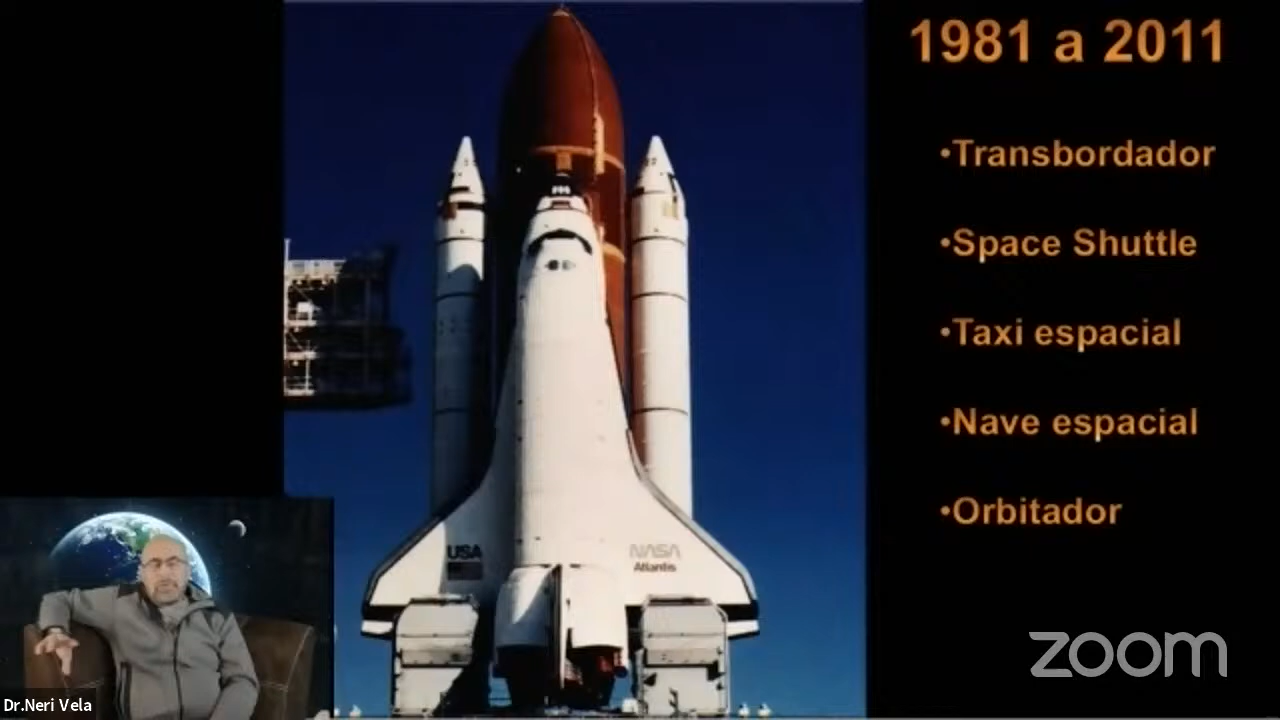 1981 a 2011
•Transbordador
•Space Shuttle
•Taxi espacial
•Nave espacial
•Orbitador
USA
NASA
Atlantis
Dr.Neri Vela
zoom